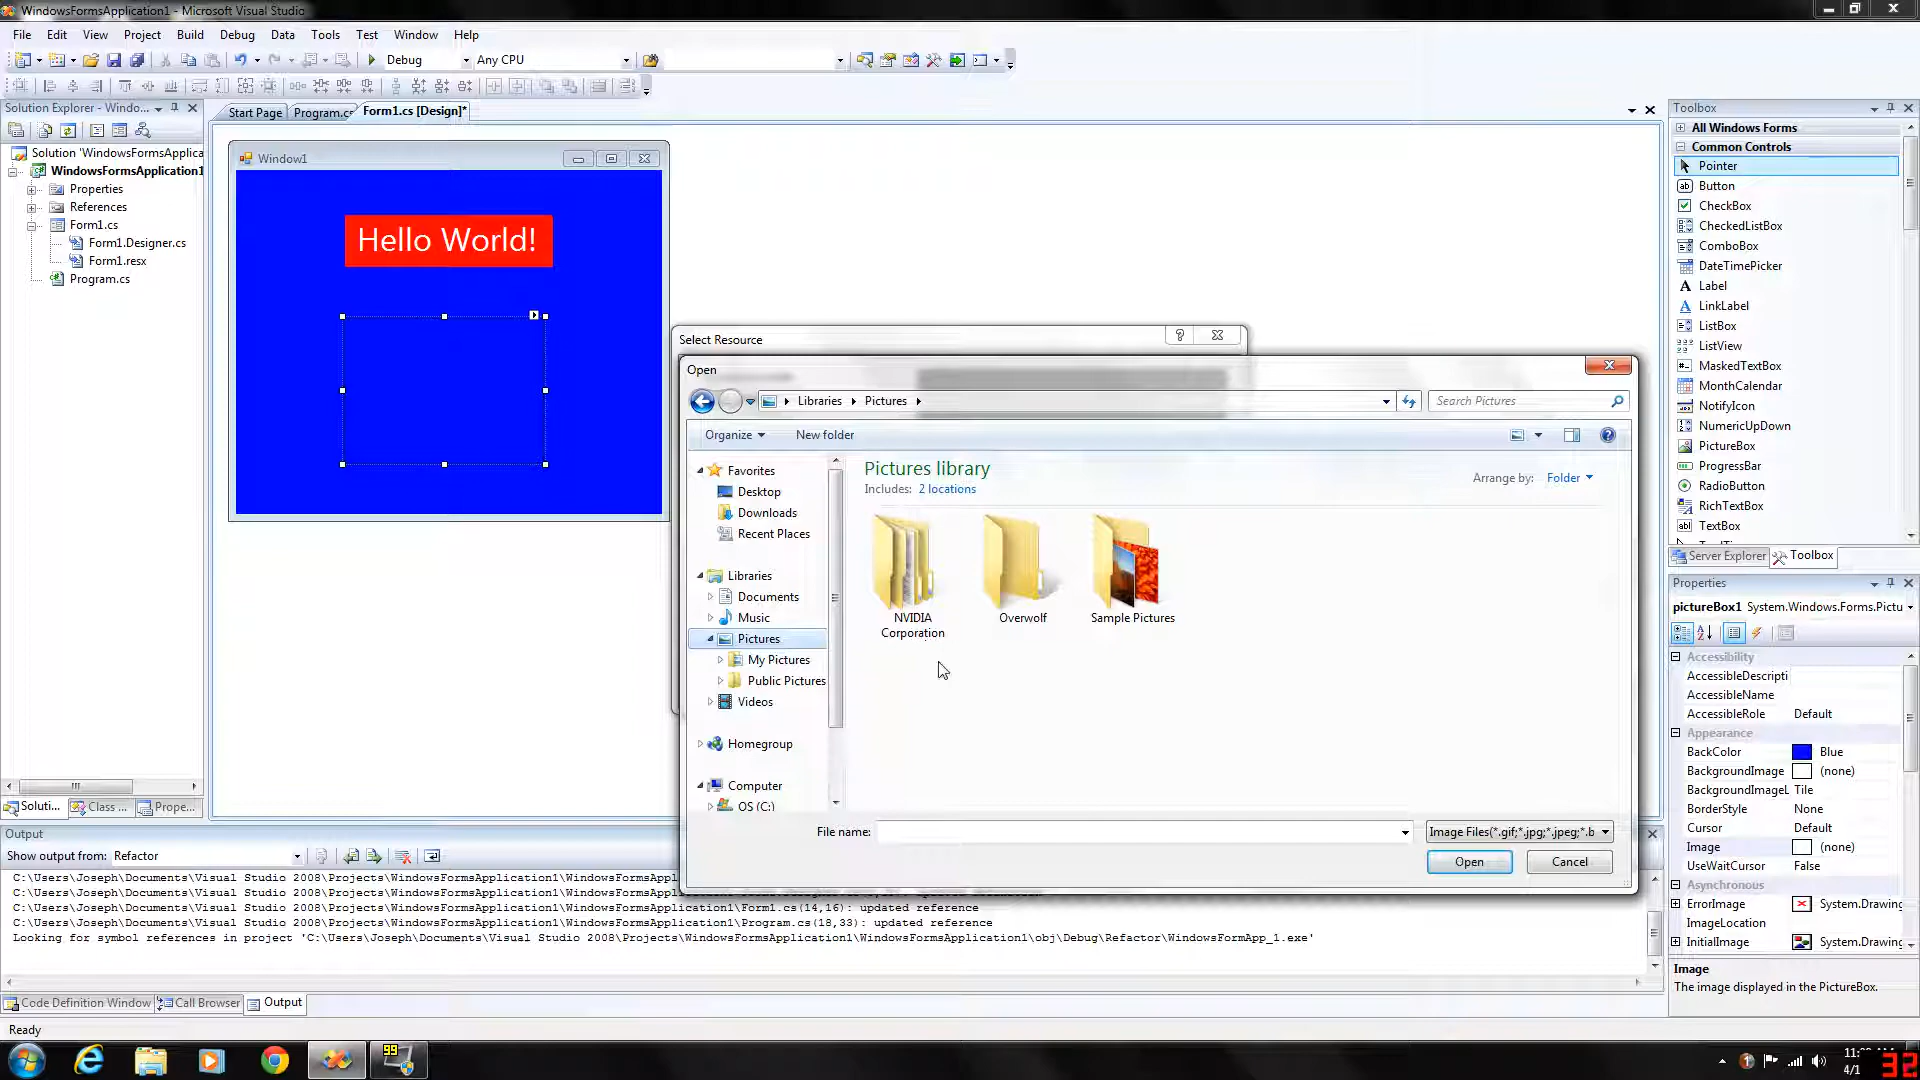 WindowsFormsApplication1 - Microsoft Visual Studio
File Edit View Project Build Debug Data Tools Test Window Help
Debug Any CPU
Solution Explorer - Windo...
Start Page Program.cs Form1.cs [Design]*
Toolbox
Solution 'WindowsFormsApplica
WindowsFormsApplication1
Properties
References
Form1.cs
Form1.Designer.cs
Form1.resx
Program.cs
Window1
Hello World!
All Windows Forms
Common Controls
Pointer
Button
CheckBox
CheckedListBox
ComboBox
DateTimePicker
Label
LinkLabel
ListBox
ListView
MaskedTextBox
MonthCalendar
NotifyIcon
NumericUpDown
PictureBox
ProgressBar
RadioButton
RichTextBox
TextBox
Server Explorer Toolbox
Select Resource
Open
Libraries Pictures
Search Pictures
Organize New folder
Favorites
Desktop
Downloads
Recent Places
Libraries
Documents
Music
Pictures
My Pictures
Public Pictures
Videos
Homegroup
Computer
OS (C:)
Pictures library
Includes: 2 locations
Arrange by: Folder
NVIDIA
Corporation
Overwolf
Sample Pictures
File name:
Image Files(*.gif;*.jpg;*.jpeg;*.b
Open Cancel
Properties
pictureBox1 System.Windows.Forms.Pictu
Accessibility
AccessibleDescripti
AccessibleName
AccessibleRole Default
Appearance
BackColor Blue
BackgroundImage (none)
BackgroundImageL Tile
BorderStyle None
Cursor Default
Image (none)
UseWaitCursor False
Asynchronous
ErrorImage System.Drawing
ImageLocation
InitialImage System.Drawing
Image
The image displayed in the PictureBox.
Soluti... Class ... Prope...
Output
Show output from: Refactor
C:\Users\Joseph\Documents\Visual Studio 2008\Projects\WindowsFormsApplication1\WindowsFormsAppl
C:\Users\Joseph\Documents\Visual Studio 2008\Projects\WindowsFormsApplication1\WindowsFormsAppl
C:\Users\Joseph\Documents\Visual Studio 2008\Projects\WindowsFormsApplication1\WindowsFormsApplication1\Form1.cs(14,16): updated reference
C:\Users\Joseph\Documents\Visual Studio 2008\Projects\WindowsFormsApplication1\WindowsFormsApplication1\Program.cs(18,33): updated reference
Looking for symbol references in project 'C:\Users\Joseph\Documents\Visual Studio 2008\Projects\WindowsFormsApplication1\WindowsFormsApplication1\obj\Debug\Refactor\WindowsFormApp_1.exe'
Code Definition Window Call Browser Output
Ready
99
4/1
32